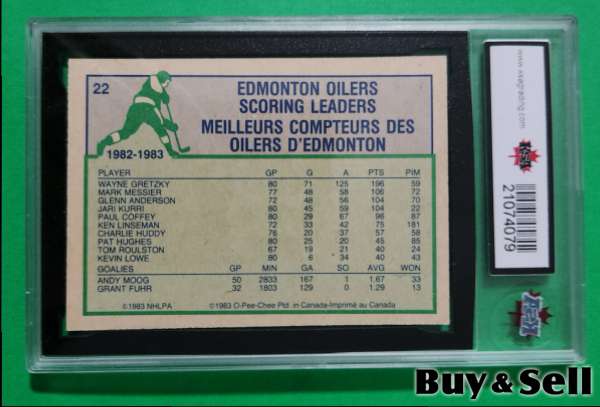 22
EDMONTON OILERS
SCORING LEADERS
MEILLEURS COMPTEURS DES
OILERS D'EDMONTON
1982-1983
PLAYER GP G A PTS PIM
WAYNE GRETZKY 80 71 125 196 59
MARK MESSIER 77 48 58 106 72
GLENN ANDERSON 72 48 56 104 70
JARI KURRI 80 45 59 104 22
PAUL COFFEY 80 29 67 96 87
KEN LINSEMAN 72 33 42 75 181
CHARLIE HUDDY 76 20 37 58
PAT HUGHES 80 25 20 45 85
TOM ROULSTON 67 19 21 40 24
KEVIN LOWE 80 6 34 40 43
GOALIES GP MIN GA SO AVG WON
ANDY MOOG 50 2833 167 1 1.67 33
GRANT FUHR 32 1803 129 0 1.29 13
©1983 NHLPA ©1983 O-Pee-Chee Ptd. in Canada-Imprimé au Canada
www.ksagrading.com
KSA
21074079
KSA
Buy & Sell